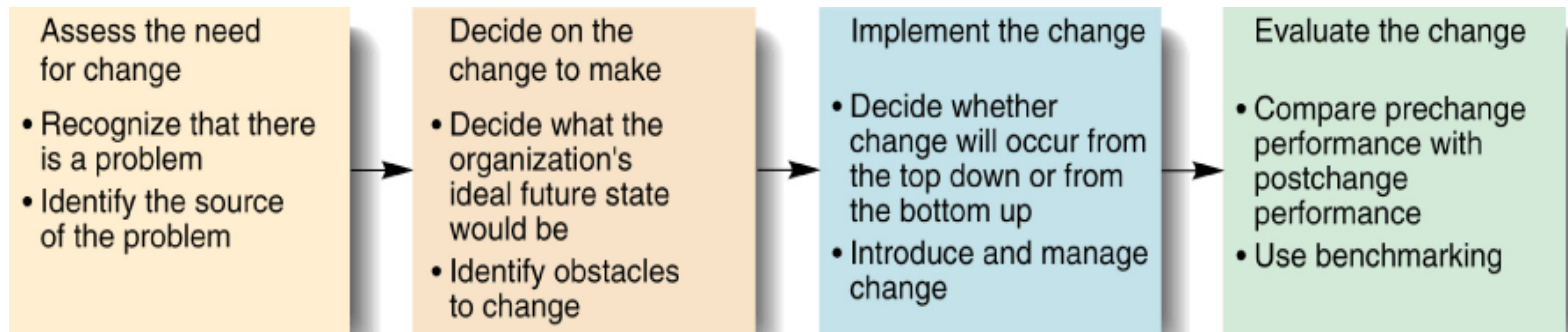 Assess the need
for change
• Recognize that there
is a problem
• Identify the source
of the problem
Decide on the
change to make
• Decide what the
organization's
ideal future state
would be
• Identify obstacles
to change
Implement the change
• Decide whether
change will occur from
the top down or from
the bottom up
• Introduce and manage
change
Evaluate the change
• Compare prechange
performance with
postchange
performance
• Use benchmarking